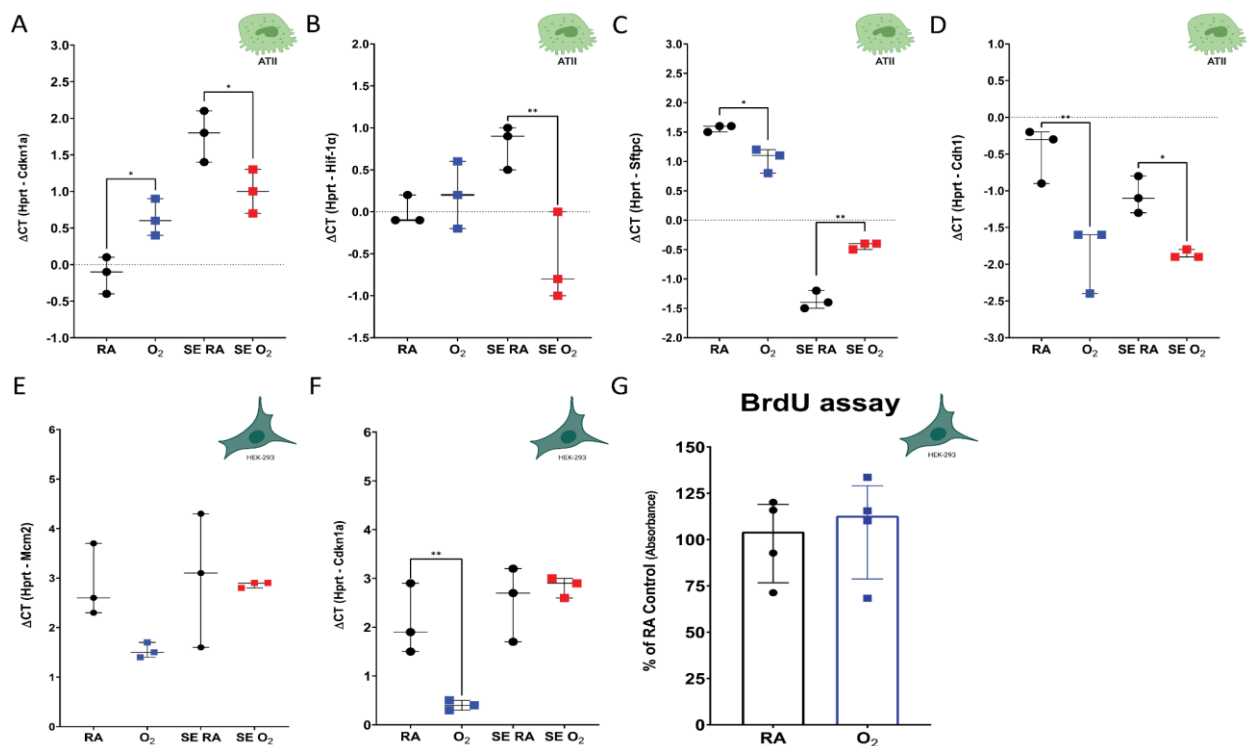 A
ATII
ΔCT (Hprt - Cdkn1a)
3.0
2.5
2.0
1.5
1.0
0.5
0.0
-0.5
-1.0
*
*
RA O₂ SE RA SE O₂
B
ATII
ΔCT (Hprt - Hif-1α)
2.0
1.5
1.0
0.5
0.0
-0.5
-1.0
-1.5
**
RA O₂ SE RA SE O₂
C
ATII
ΔCT (Hprt - Sftpc)
3.0
2.5
2.0
1.5
1.0
0.5
0.0
-0.5
-1.0
-1.5
-2.0
*
**
RA O₂ SE RA SE O₂
D
ATII
ΔCT (Hprt - Cdh1)
1.0
0.5
0.0
-0.5
-1.0
-1.5
-2.0
-2.5
-3.0
**
*
RA O₂ SE RA SE O₂
E
HEK-293
ΔCT (Hprt - Mcm2)
6
5
4
3
2
1
0
RA O₂ SE RA SE O₂
F
HEK-293
ΔCT (Hprt - Cdkn1a)
6
5
4
3
2
1
0
**
RA O₂ SE RA SE O₂
G
BrdU assay
HEK-293
% of RA Control (Absorbance)
150
125
100
75
50
25
0
RA O₂